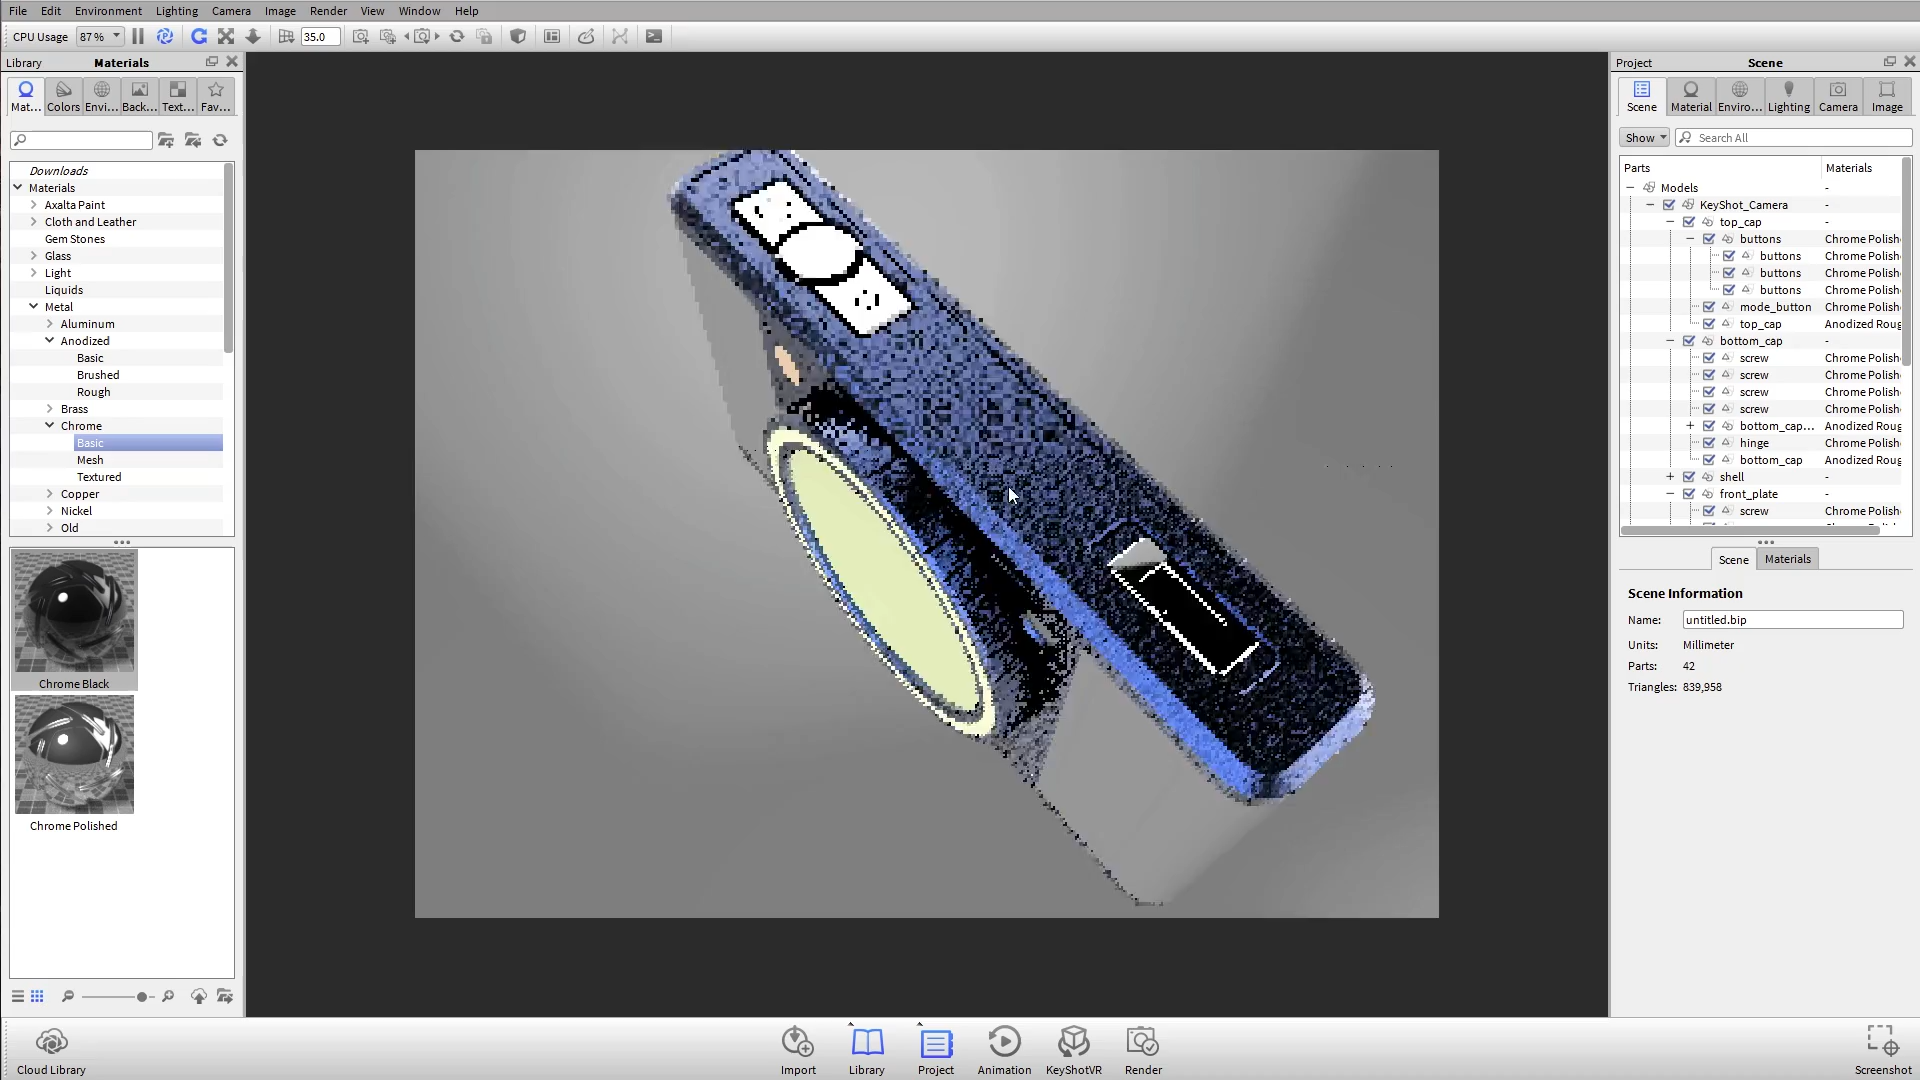 File Edit Environment Lighting Camera Image Render View Window Help
CPU Usage 87 % 35.0
Library Materials
Mat... Colors Envi... Back... Text... Fav...
Downloads
Materials
Axalta Paint
Cloth and Leather
Gem Stones
Glass
Light
Liquids
Metal
Aluminum
Anodized
Basic
Brushed
Rough
Brass
Chrome
Basic
Mesh
Textured
Copper
Nickel
Old
Chrome Black
Chrome Polished
Project Scene
Scene Material Enviro... Lighting Camera Image
Show Search All
Parts Materials
Models -
KeyShot_Camera -
top_cap -
buttons Chrome Polish
buttons Chrome Polish
buttons Chrome Polish
buttons Chrome Polish
mode_button Chrome Polish
top_cap Anodized Roug
bottom_cap -
screw Chrome Polish
screw Chrome Polish
screw Chrome Polish
screw Chrome Polish
bottom_cap... Anodized Roug
hinge Chrome Polish
bottom_cap Anodized Roug
shell -
front_plate -
screw Chrome Polish
Scene Materials
Scene Information
Name: untitled.bip
Units: Millimeter
Parts: 42
Triangles: 839,958
Cloud Library Import Library Project Animation KeyShotVR Render Screenshot